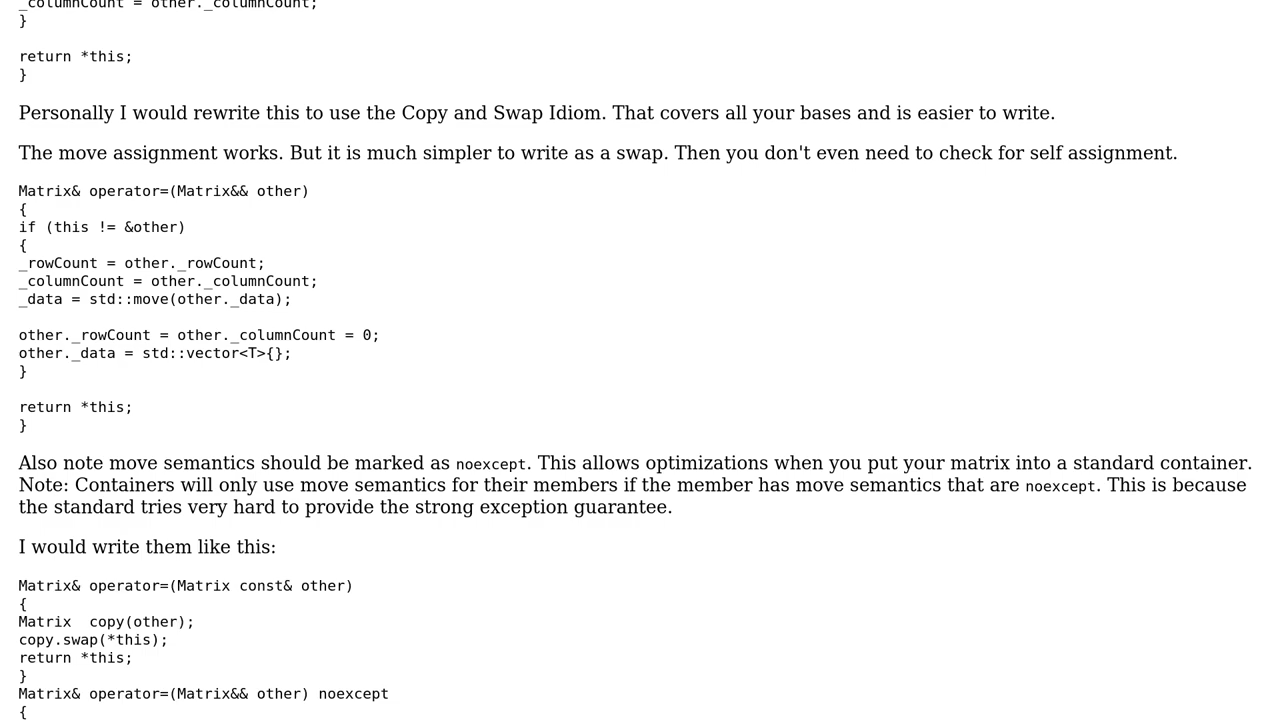 _columnCount = other._columnCount;
}
return *this;
}
Personally I would rewrite this to use the Copy and Swap Idiom. That covers all your bases and is easier to write.
The move assignment works. But it is much simpler to write as a swap. Then you don't even need to check for self assignment.
Matrix& operator=(Matrix&& other)
{
if (this != &other)
{
_rowCount = other._rowCount;
_columnCount = other._columnCount;
_data = std::move(other._data);
other._rowCount = other._columnCount = 0;
other._data = std::vector<T>{};
}
return *this;
}
Also note move semantics should be marked as noexcept. This allows optimizations when you put your matrix into a standard container.
Note: Containers will only use move semantics for their members if the member has move semantics that are noexcept. This is because
the standard tries very hard to provide the strong exception guarantee.
I would write them like this:
Matrix& operator=(Matrix const& other)
{
Matrix  copy(other);
copy.swap(*this);
return *this;
}
Matrix& operator=(Matrix&& other) noexcept
{